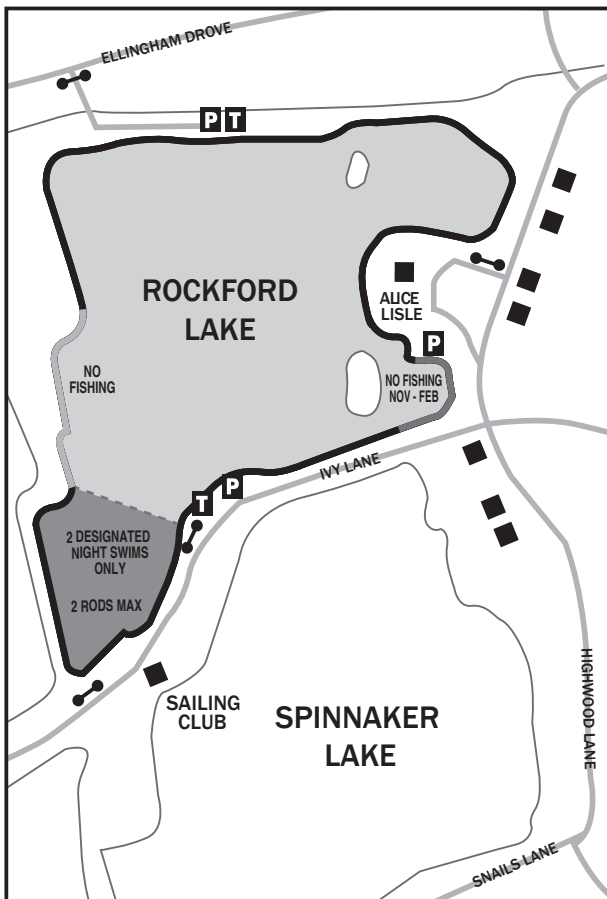 ELLINGHAM DROVE
P T
ROCKFORD
LAKE
ALICE
LISLE
P
NO
FISHING
NO FISHING
NOV - FEB
IVY LANE
P
T
2 DESIGNATED
NIGHT SWIMS
ONLY
2 RODS MAX
SAILING
CLUB
SPINNAKER
LAKE
HIGHWOOD LANE
SNAILS LANE